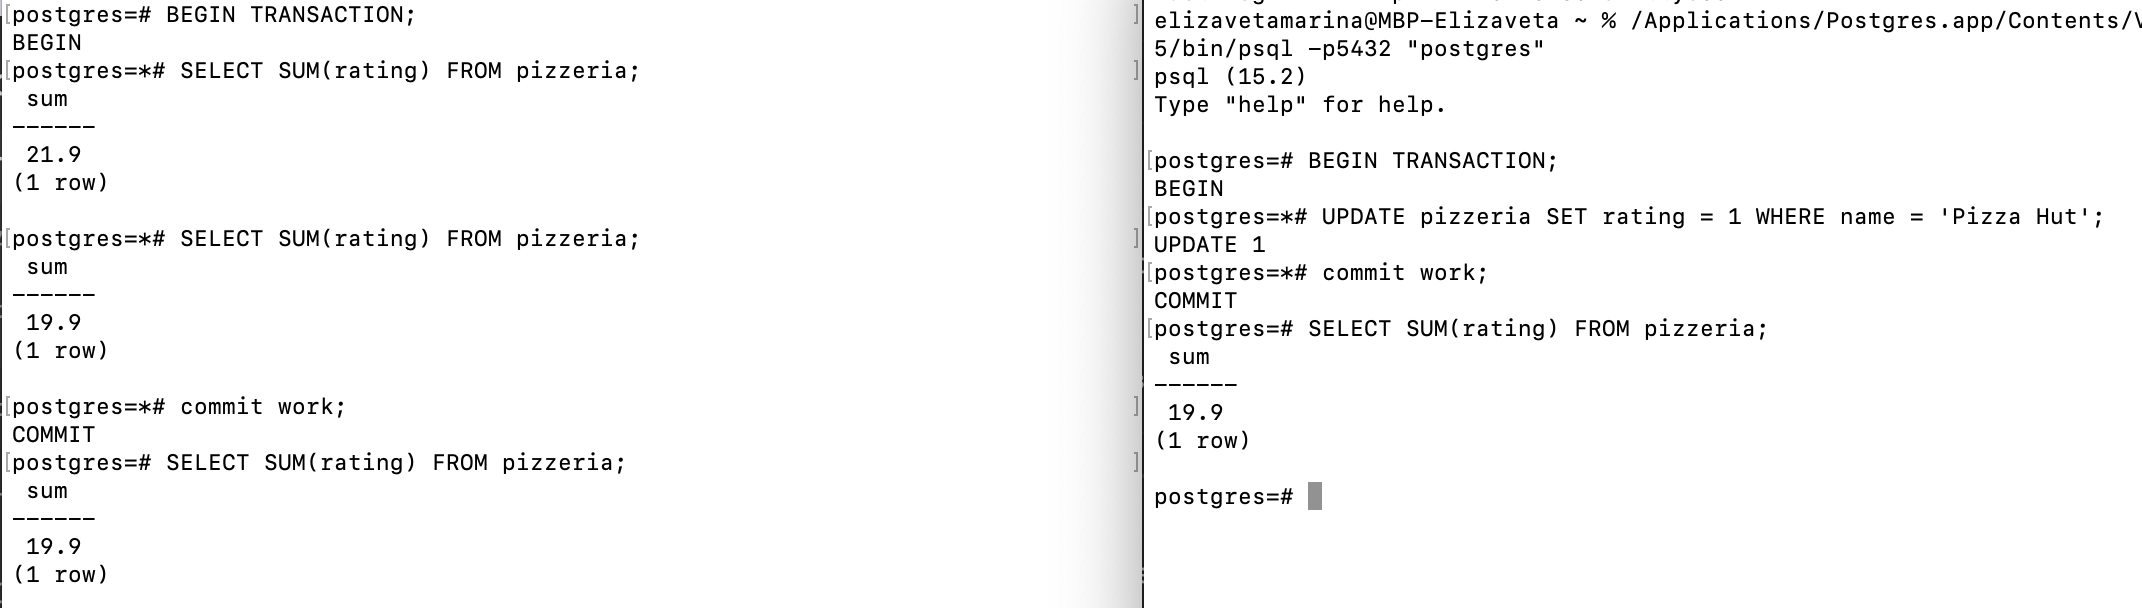 [postgres=# BEGIN TRANSACTION; ]
BEGIN
[postgres=*# SELECT SUM(rating) FROM pizzeria; ]
sum
------
21.9
(1 row)
[postgres=*# SELECT SUM(rating) FROM pizzeria; ]
sum
------
19.9
(1 row)
[postgres=*# commit work; ]
COMMIT
[postgres=# SELECT SUM(rating) FROM pizzeria; ]
sum
------
19.9
(1 row)
elizavetamarina@MBP-Elizaveta ~ % /Applications/Postgres.app/Contents/V
5/bin/psql -p5432 "postgres"
psql (15.2)
Type "help" for help.
[postgres=# BEGIN TRANSACTION;
BEGIN
[postgres=*# UPDATE pizzeria SET rating = 1 WHERE name = 'Pizza Hut';
UPDATE 1
[postgres=*# commit work;
COMMIT
[postgres=# SELECT SUM(rating) FROM pizzeria;
sum
------
19.9
(1 row)
postgres=#